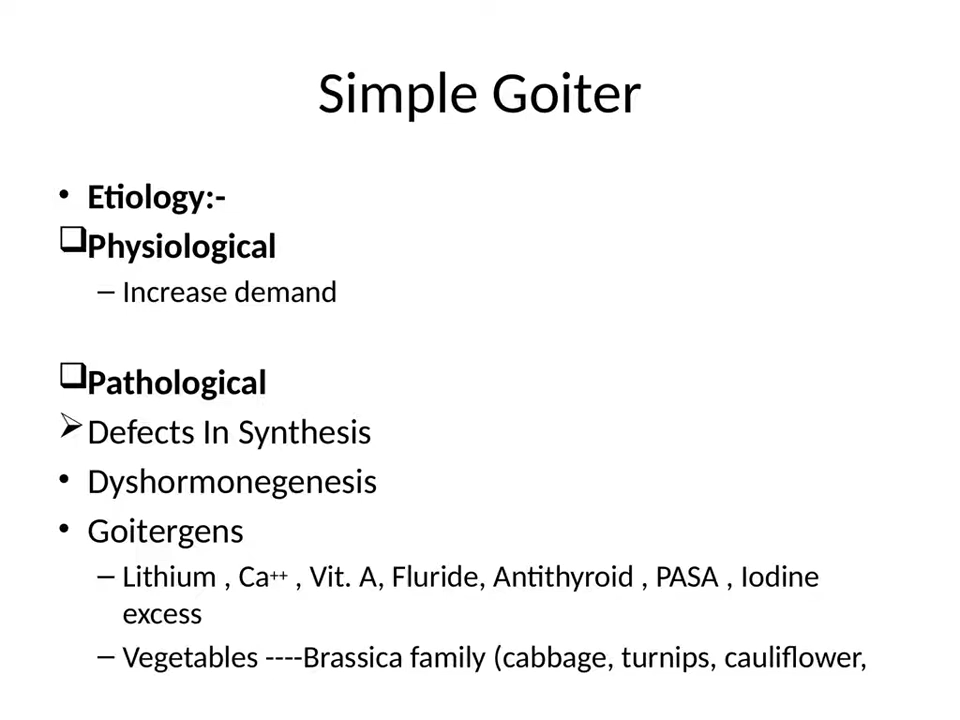 Simple Goiter
• Etiology:-
❑Physiological
– Increase demand
❑Pathological
➢Defects In Synthesis
• Dyshormonegenesis
• Goitergens
– Lithium , Ca⁺⁺ , Vit. A, Fluride, Antithyroid , PASA , Iodine
excess
– Vegetables ----Brassica family (cabbage, turnips, cauliflower,